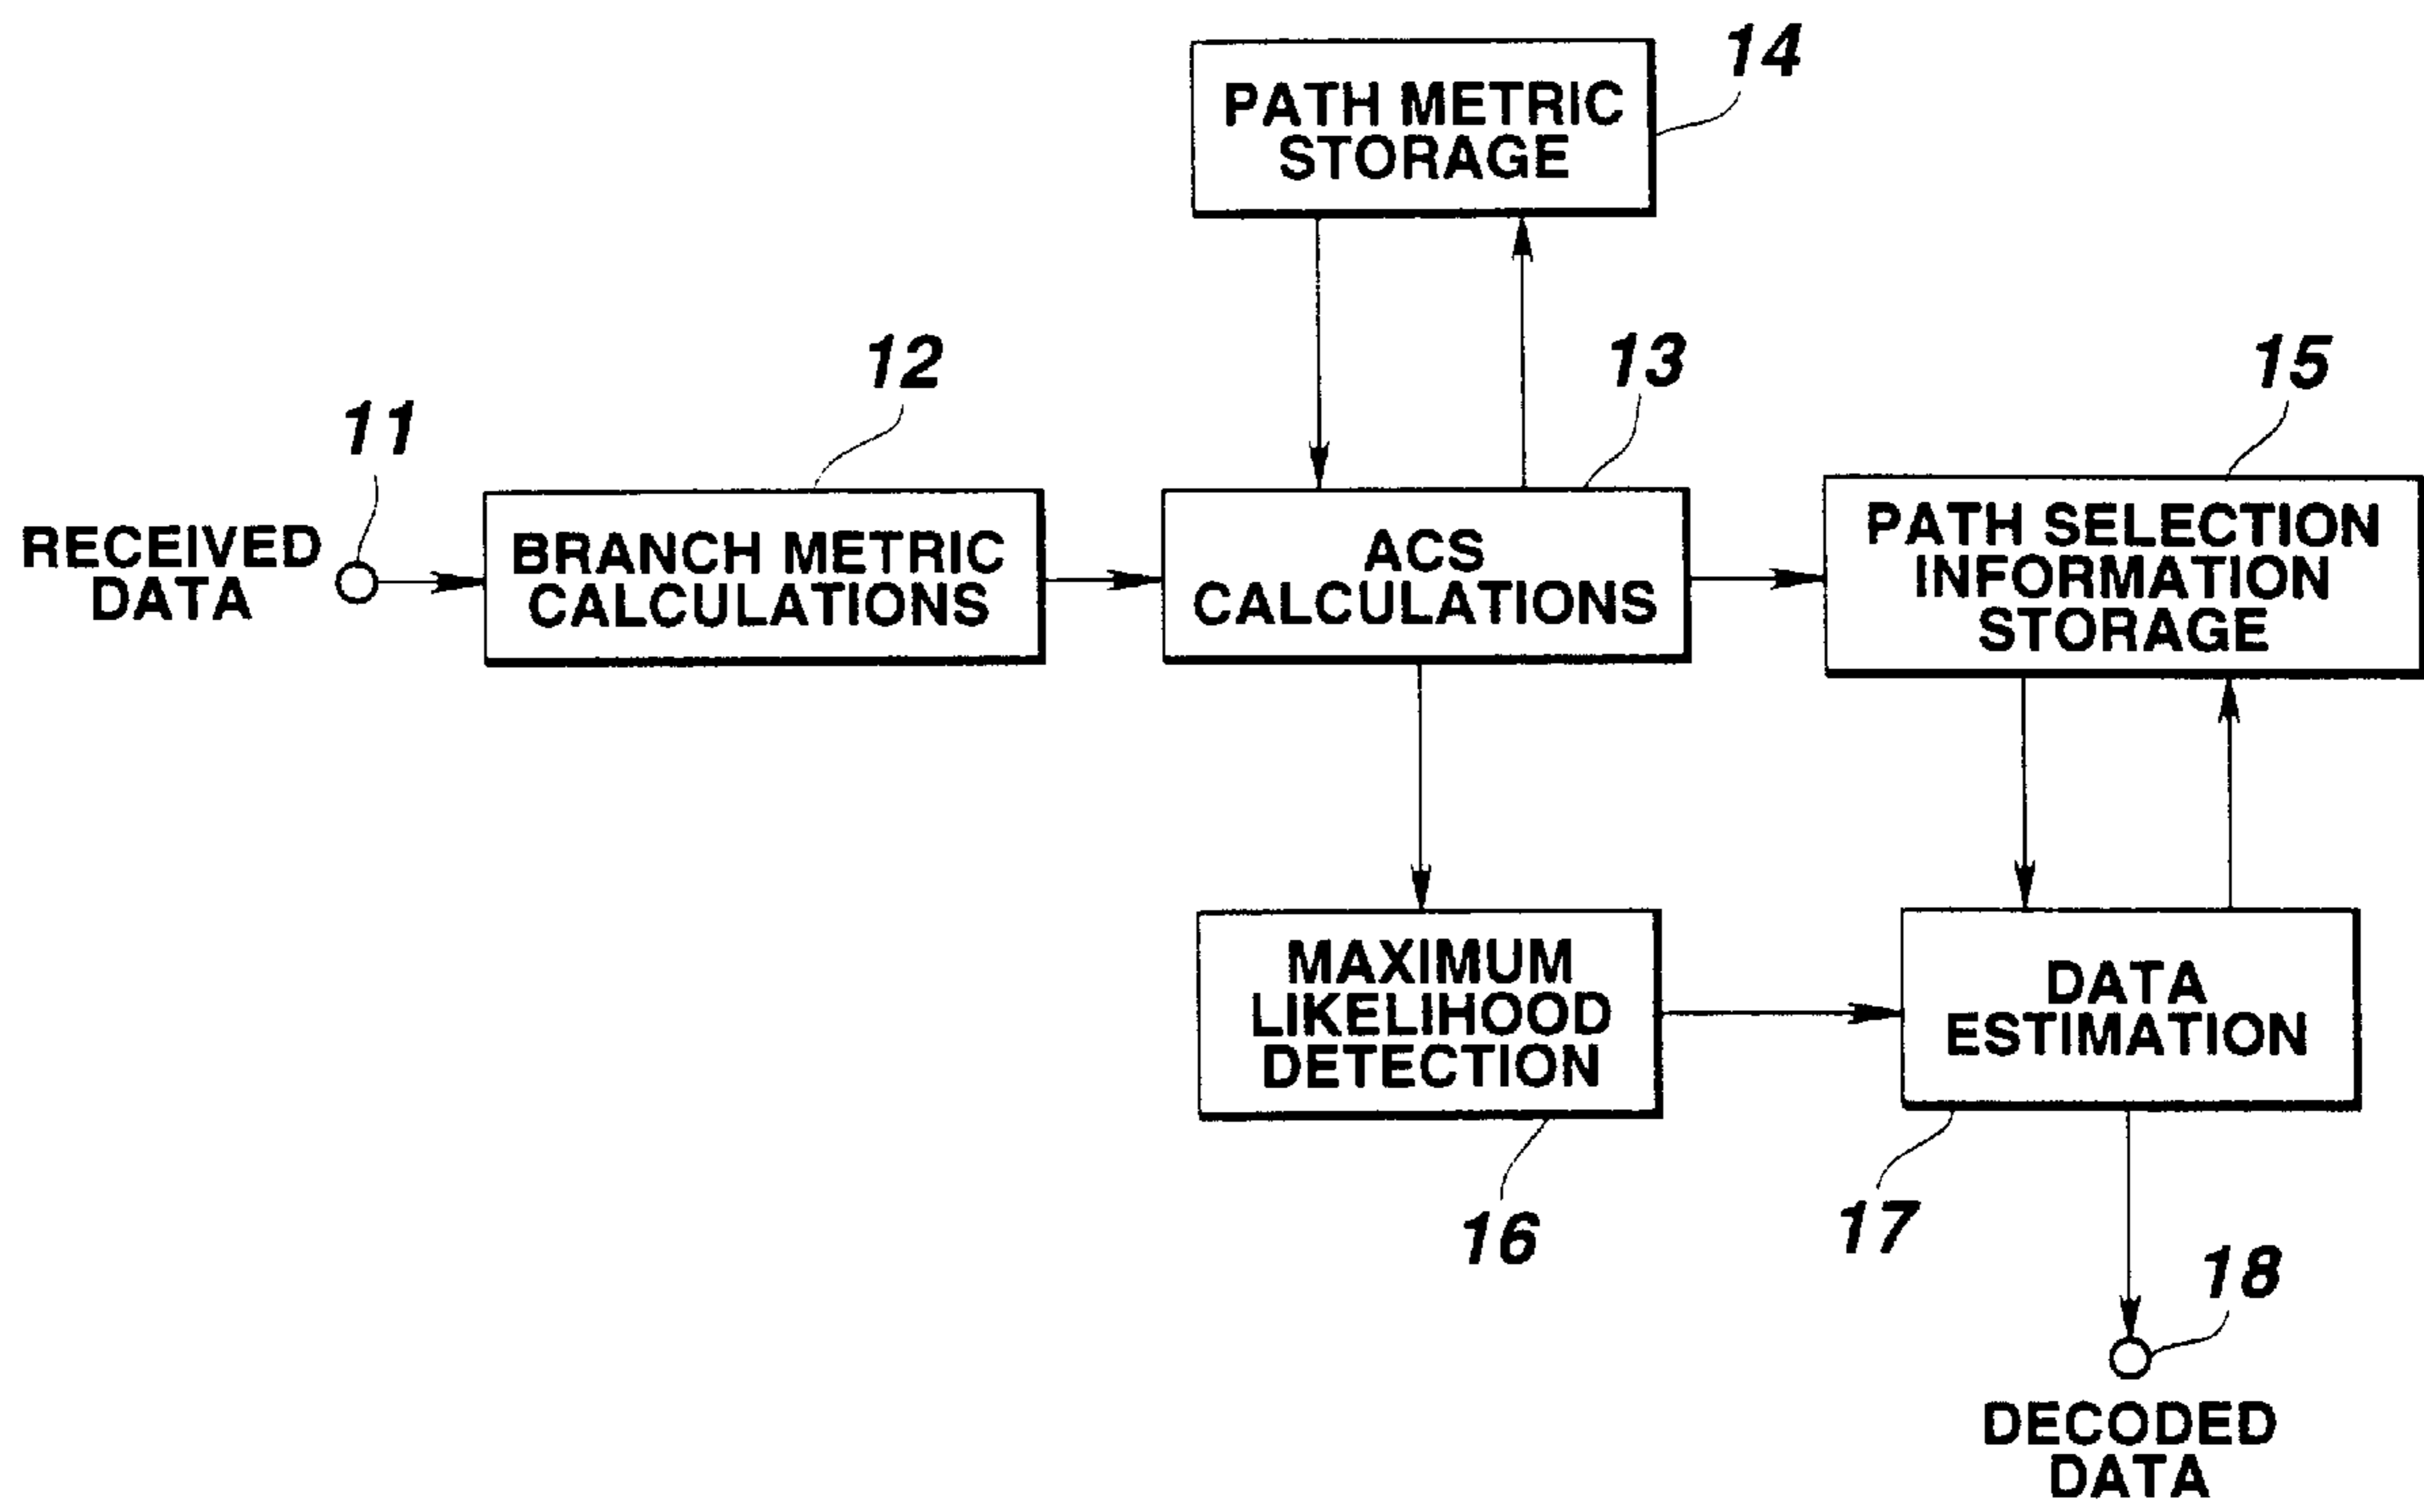 14
PATH METRIC
STORAGE
12
13
15
11
RECEIVED
DATA
BRANCH METRIC
CALCULATIONS
ACS
CALCULATIONS
PATH SELECTION
INFORMATION
STORAGE
MAXIMUM
LIKELIHOOD
DETECTION
DATA
ESTIMATION
16
17
18
DECODED
DATA